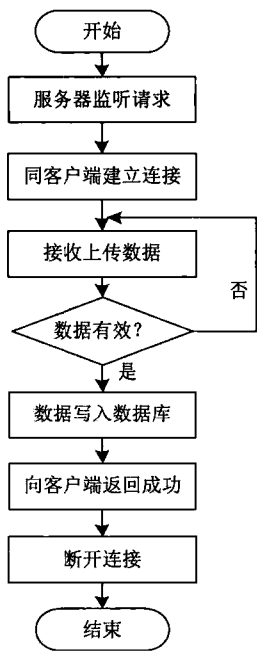 开始
服务器监听请求
同客户端建立连接
接收上传数据
否
数据有效?
是
数据写入数据库
向客户端返回成功
断开连接
结束